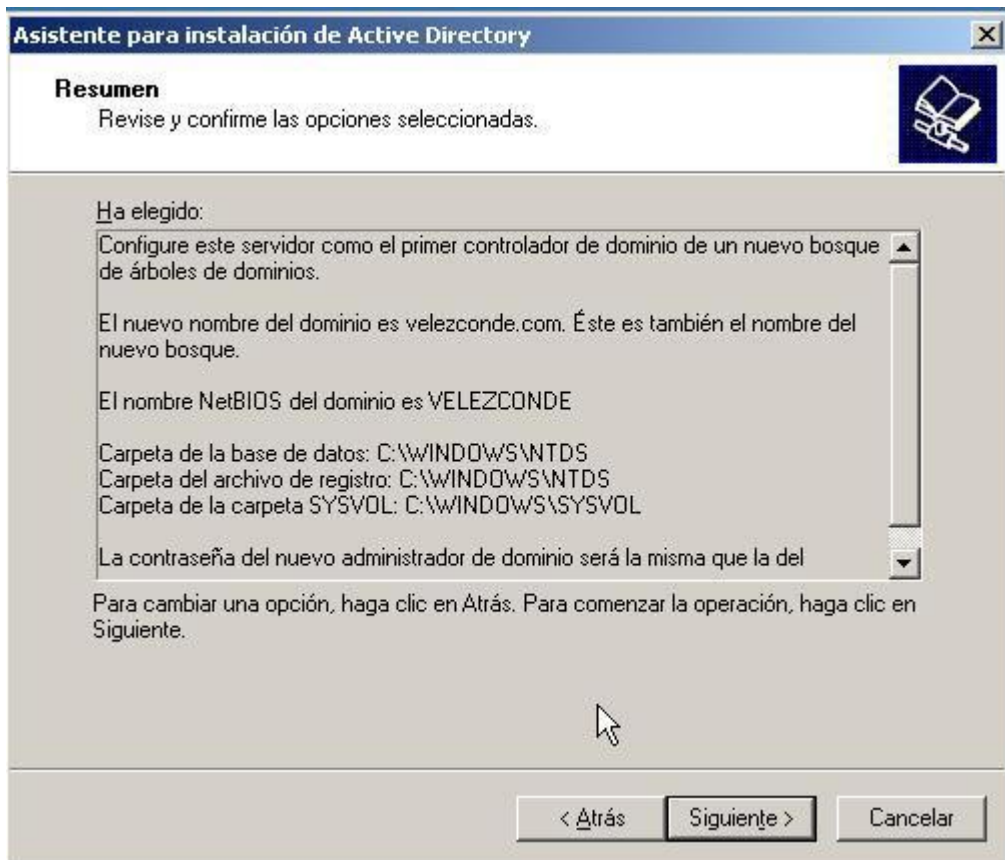 Asistente para instalación de Active Directory
Resumen
Revise y confirme las opciones seleccionadas.
Ha elegido:
Configure este servidor como el primer controlador de dominio de un nuevo bosque
de árboles de dominios.
El nuevo nombre del dominio es velezconde.com. Éste es también el nombre del
nuevo bosque.
El nombre NetBIOS del dominio es VELEZCONDE
Carpeta de la base de datos: C:\WINDOWS\NTDS
Carpeta del archivo de registro: C:\WINDOWS\NTDS
Carpeta de la carpeta SYSVOL: C:\WINDOWS\SYSVOL
La contraseña del nuevo administrador de dominio será la misma que la del
Para cambiar una opción, haga clic en Atrás. Para comenzar la operación, haga clic en
Siguiente.
< Atrás Siguiente > Cancelar